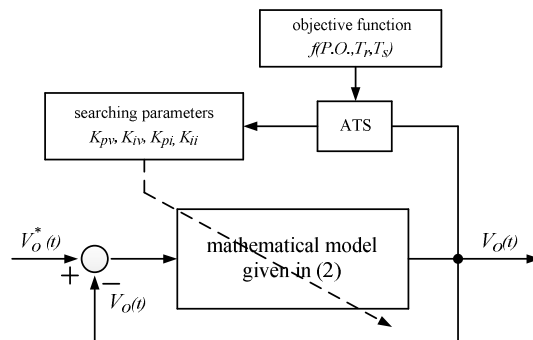 objective function
f(P.O.,Tr,Ts)
searching parameters
Kpv, Kiv, Kpi, Kii
ATS
VO*(t)
+
−
VO(t)
mathematical model
given in (2)
VO(t)